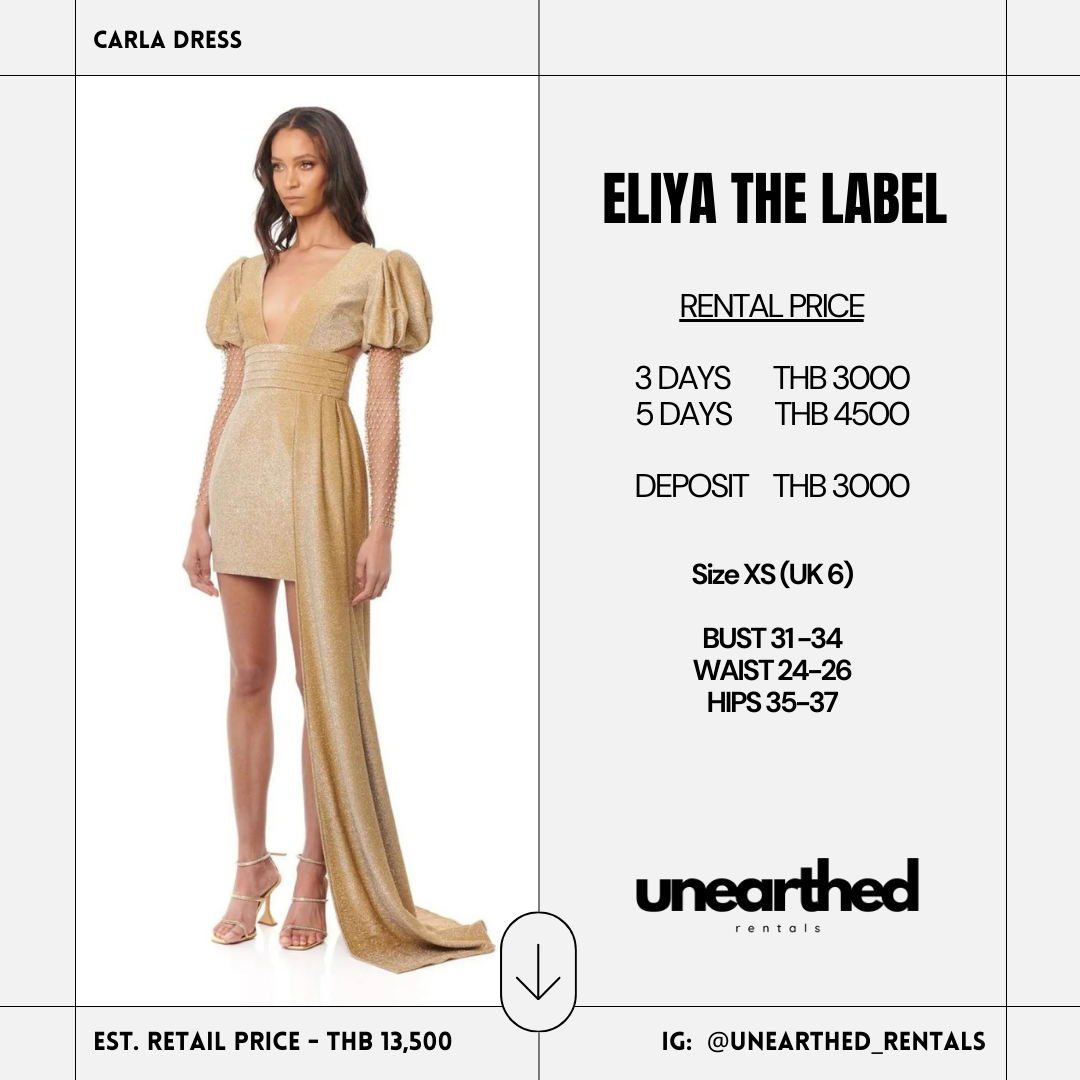 CARLA DRESS
ELIYA THE LABEL
RENTAL PRICE
3 DAYS THB 3000
5 DAYS THB 4500
DEPOSIT THB 3000
Size XS (UK 6)
BUST 31-34
WAIST 24-26
HIPS 35-37
unearthed
rentals
EST. RETAIL PRICE - THB 13,500
IG: @UNEARTHED_RENTALS